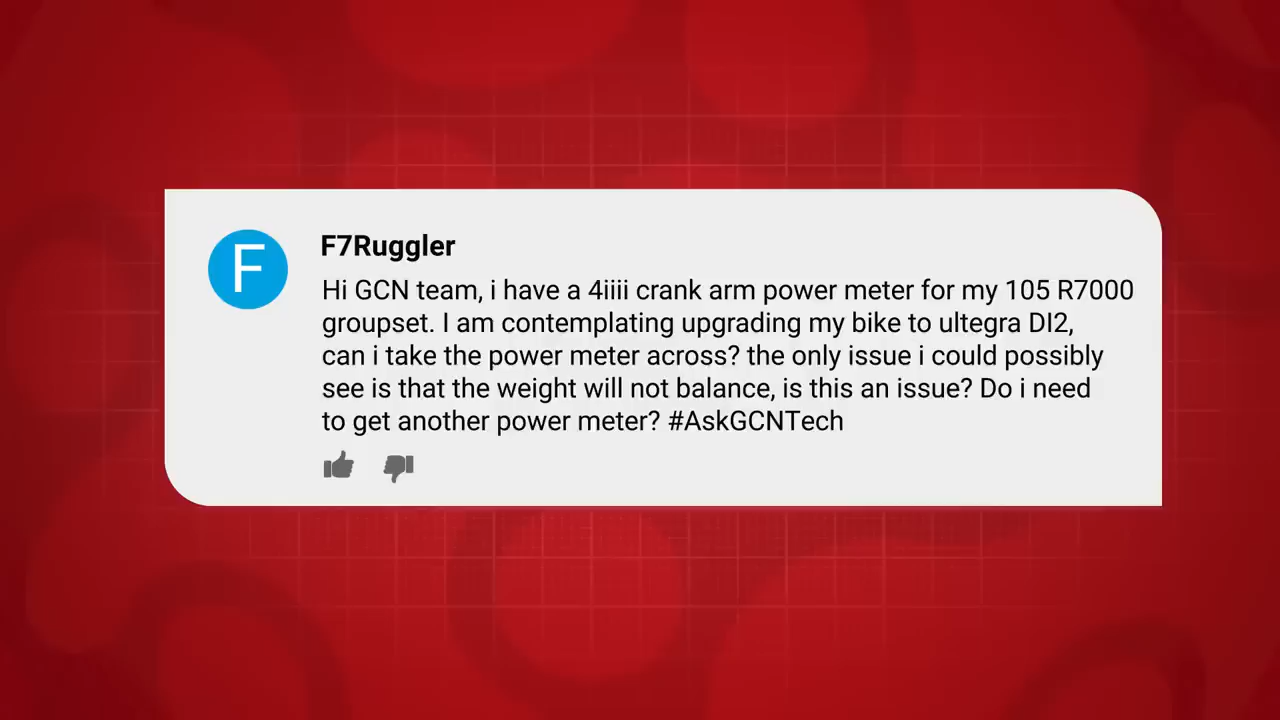 F
F7Ruggler
Hi GCN team, i have a 4iiii crank arm power meter for my 105 R7000
groupset. I am contemplating upgrading my bike to ultegra DI2,
can i take the power meter across? the only issue i could possibly
see is that the weight will not balance, is this an issue? Do i need
to get another power meter? #AskGCNTech